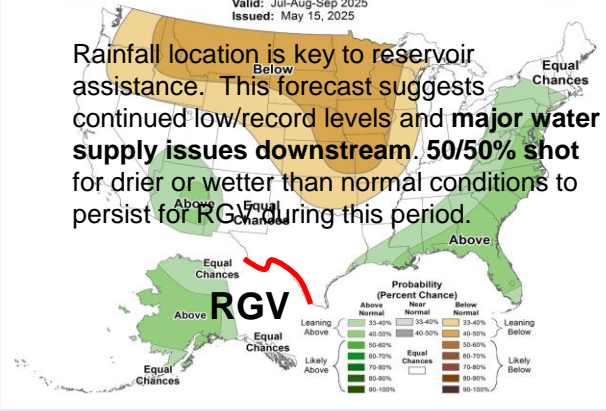 Valid: Jul-Aug-Sep 2025
Issued: May 15, 2025
Rainfall location is key to reservoir
assistance. This forecast suggests
continued low/record levels and major water
supply issues downstream. 50/50% shot
for drier or wetter than normal conditions to
persist for RGV during this period.
Below
Equal
Chances
Above
Equal
Chances
Above
Equal
Chances
Above
RGV
Equal
Chances
Equal
Chances
Probability
(Percent Chance)
Above
Normal
Near
Normal
Below
Normal
Leaning
Above
33-40%
33-40%
33-40%
Leaning
Below
40-50%
40-50%
40-50%
Likely
Above
50-60%
50-60%
Likely
Below
60-70%
Equal
Chances
60-70%
70-80%
70-80%
80-90%
80-90%
90-100%
90-100%